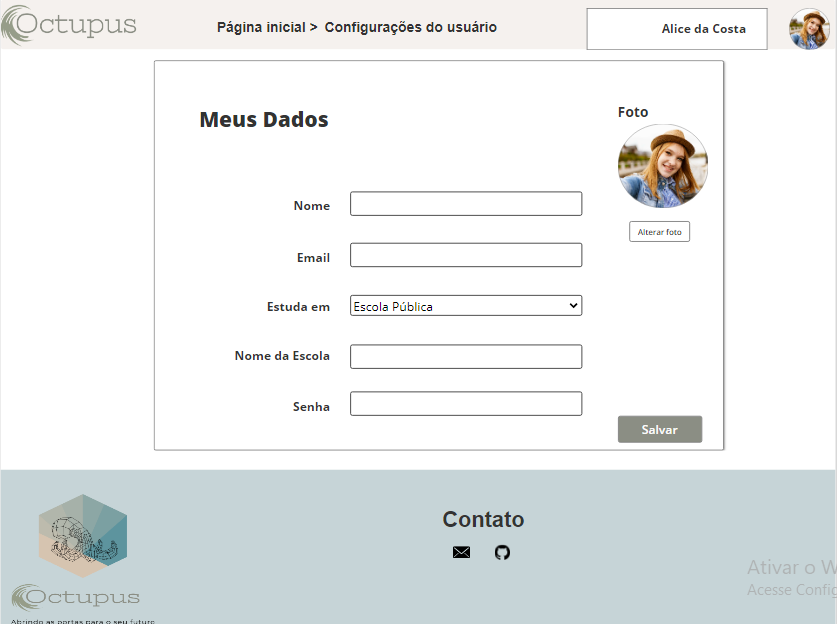 Octupus
Página inicial > Configurações do usuário
Alice da Costa
Meus Dados
Foto
Alterar foto
Nome
Email
Estuda em
Escola Pública
Nome da Escola
Senha
Salvar
Contato
Octupus
Abrindo as portas para o seu futuro
Ativar o W
Acesse Config